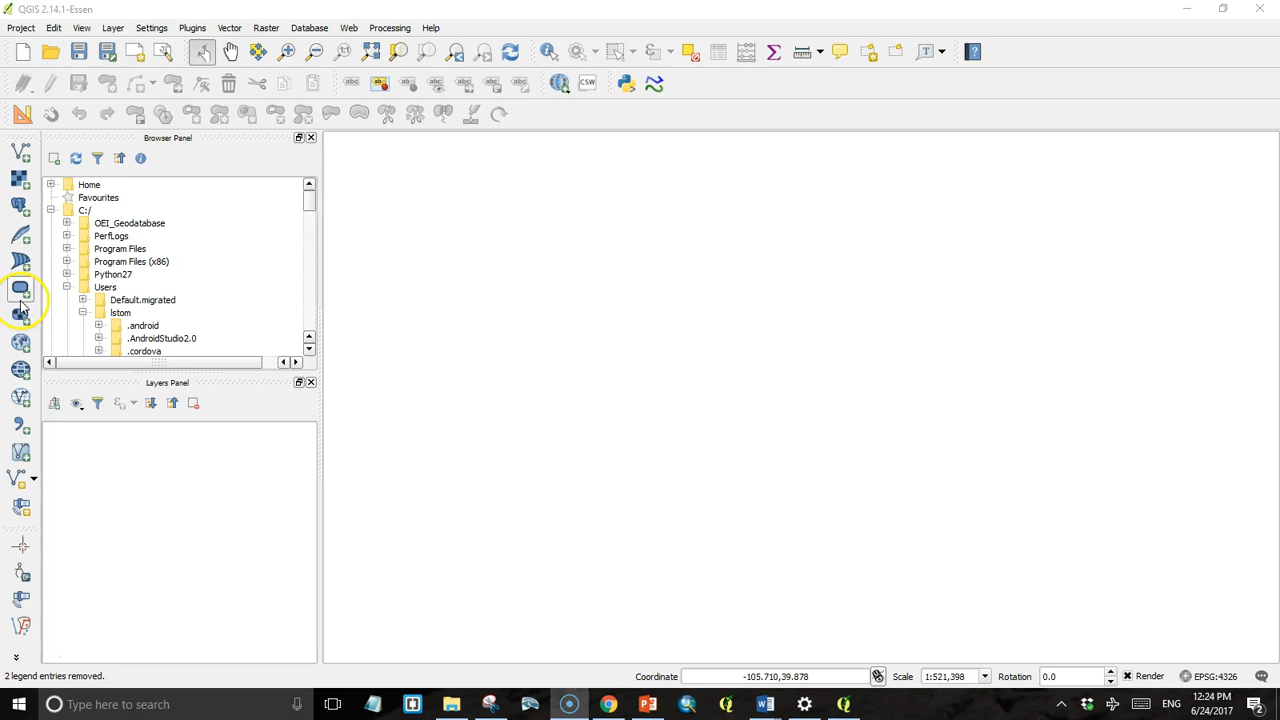 QGIS 2.14.1-Essen
Project Edit View Layer Settings Plugins Vector Raster Database Web Processing Help
CSW
Browser Panel
Home
Favourites
C:/
OEI_Geodatabase
PerfLogs
Program Files
Program Files (x86)
Python27
Users
Default.migrated
lstom
.android
.AndroidStudio2.0
.cordova
Layers Panel
2 legend entries removed.
Coordinate -105.710,39.878 Scale 1:521,398 Rotation 0.0 Render EPSG:4326
Type here to search
ENG
12:24 PM
6/24/2017
2